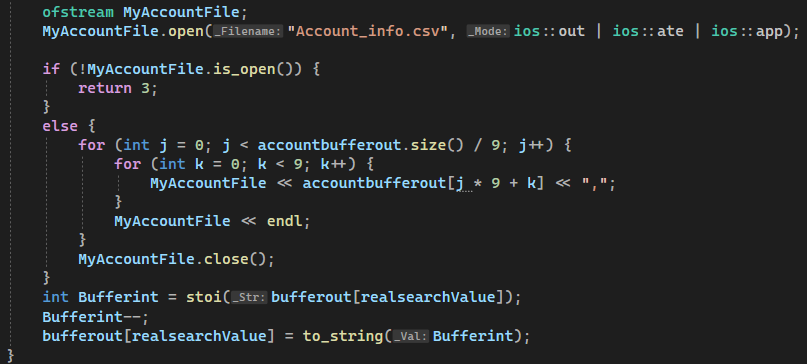 ofstream MyAccountFile;
MyAccountFile.open(_Filename: "Account_info.csv", _Mode: ios::out | ios::ate | ios::app);
if (!MyAccountFile.is_open()) {
return 3;
}
else {
for (int j = 0; j < accountbufferout.size() / 9; j++) {
for (int k = 0; k < 9; k++) {
MyAccountFile << accountbufferout[j * 9 + k] << ",";
}
MyAccountFile << endl;
}
MyAccountFile.close();
}
int Bufferint = stoi(_Str: bufferout[realsearchValue]);
Bufferint--;
bufferout[realsearchValue] = to_string(_Val: Bufferint);
}